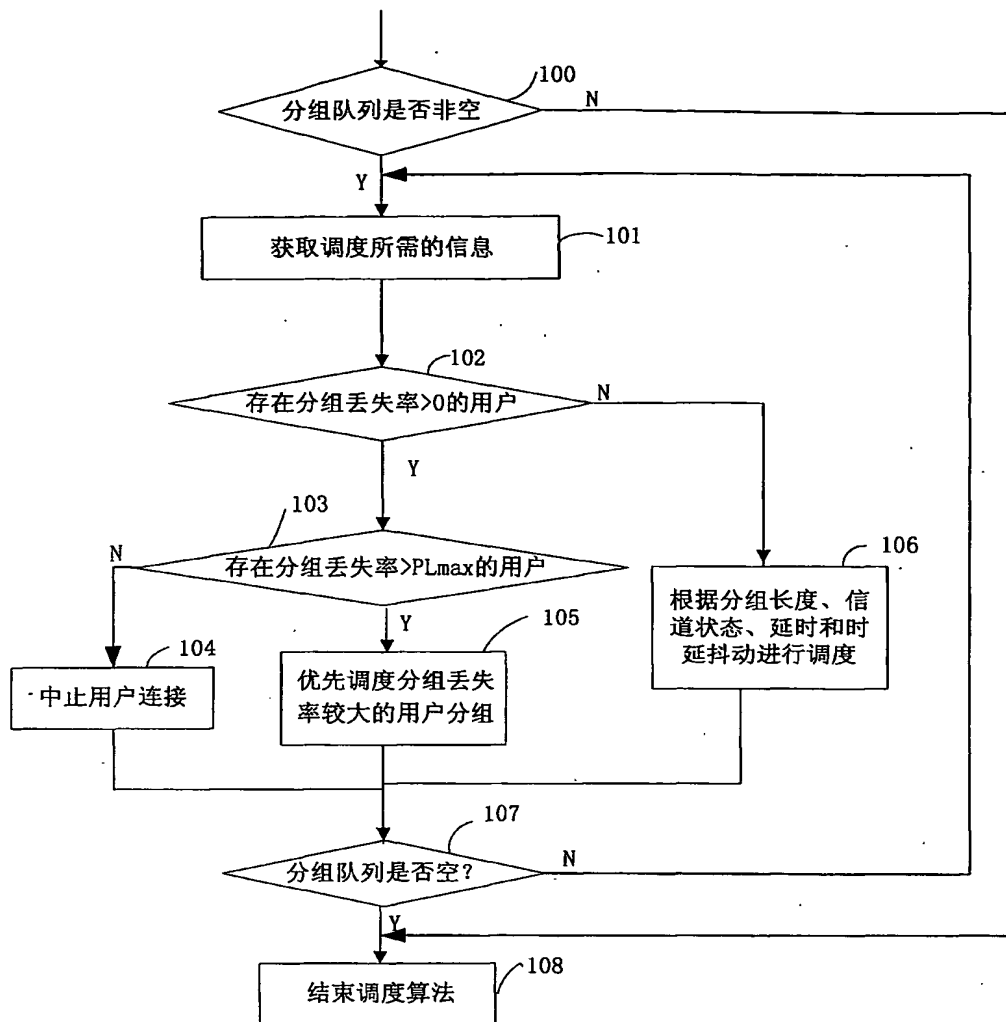 100
分组队列是否非空
N
Y
获取调度所需的信息
101
102
存在分组丢失率>0的用户
N
Y
103
N
存在分组丢失率>PLmax的用户
106
根据分组长度、信
道状态、延时和时
延抖动进行调度
Y
105
104
中止用户连接
优先调度分组丢失
率较大的用户分组
107
分组队列是否空?
N
Y
结束调度算法
108